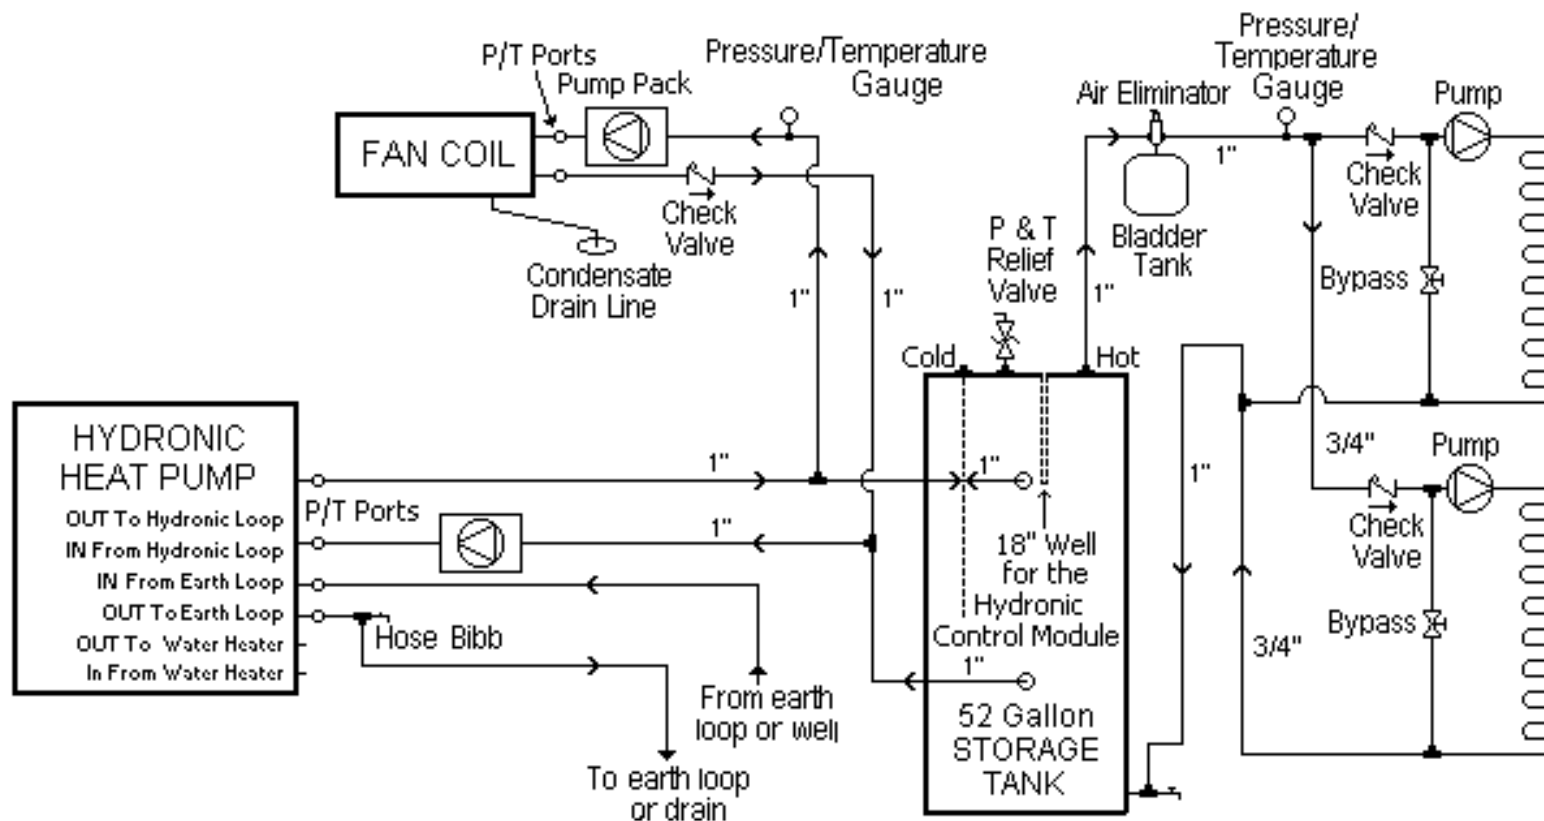 P/T Ports
Pump Pack
Pressure/Temperature
Gauge
Pressure/
Temperature
Gauge
Air Eliminator
Pump
FAN COIL
1"
Check
Valve
Check
Valve
Condensate
Drain Line
P & T
Relief
Valve
Bladder
Tank
Bypass
1"
1"
1"
Cold
Hot
HYDRONIC
HEAT PUMP
OUT To Hydronic Loop
IN From Hydronic Loop
IN From Earth Loop
OUT To Earth Loop
OUT To Water Heater
In From Water Heater
P/T Ports
1"
1"
1"
Hose Bibb
18" Well
for the
Hydronic
Control Module
1"
52 Gallon
STORAGE
TANK
From earth
loop or well
To earth loop
or drain
1"
3/4"
Pump
Check
Valve
Bypass
3/4"